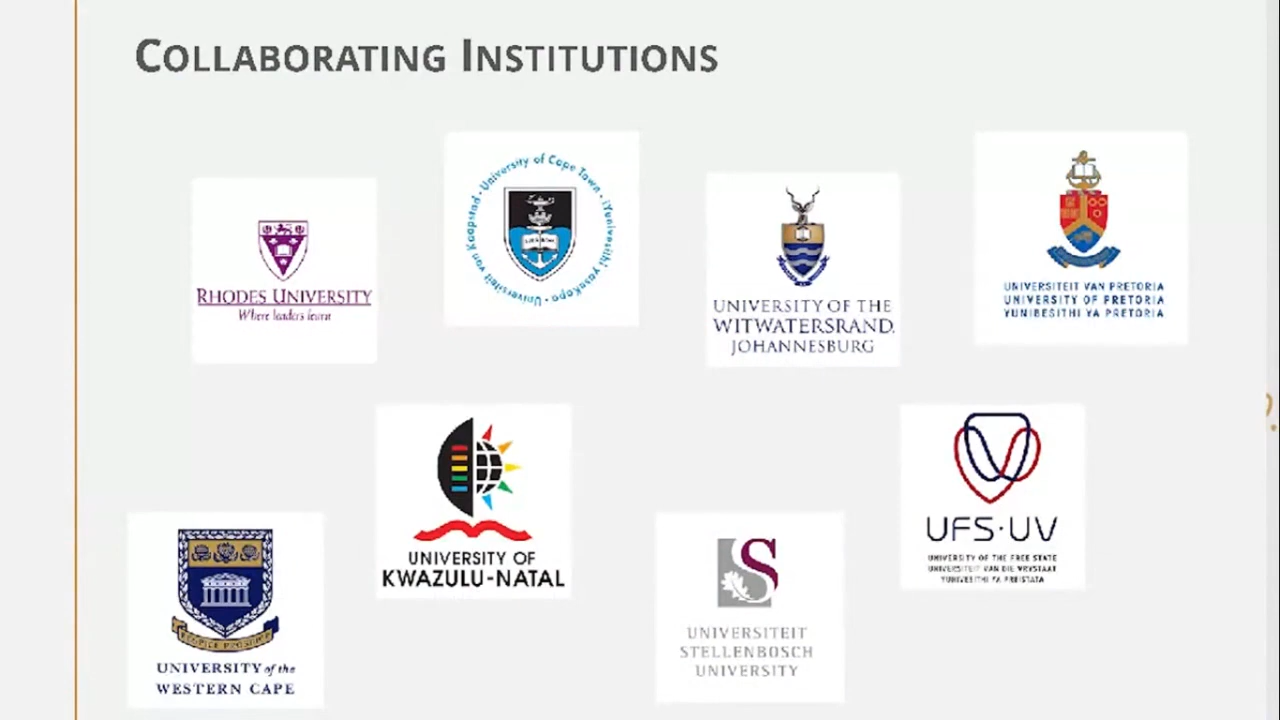 COLLABORATING INSTITUTIONS
RHODES UNIVERSITY
Where leaders learn
University of Cape Town · iYunivesithi yaseKapa · Universiteit van Kaapstad ·
UNIVERSITY OF THE
WITWATERSRAND,
JOHANNESBURG
UNIVERSITEIT VAN PRETORIA
UNIVERSITY OF PRETORIA
YUNIBESITHI YA PRETORIA
UNIVERSITY of the
WESTERN CAPE
UNIVERSITY OF
KWAZULU-NATAL
UNIVERSITEIT
STELLENBOSCH
UNIVERSITY
UFS·UV
UNIVERSITY OF THE FREE STATE
UNIVERSITEIT VAN DIE VRYSTAAT
YUNIVESITHI YA FREISTATA